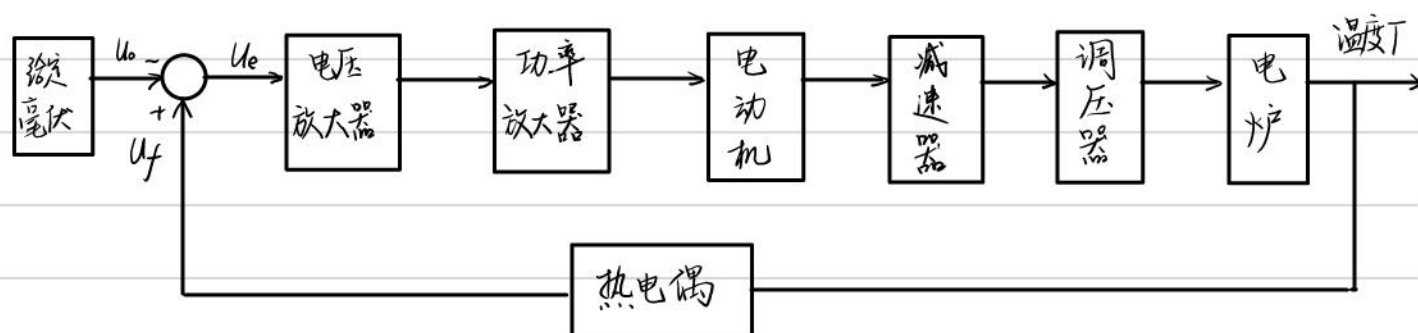 给定
毫伏
U₀
-
+
Uf
Ue
电压
放大器
功率
放大器
电
动
机
减
速
器
调
压
器
电
炉
温度T
热电偶